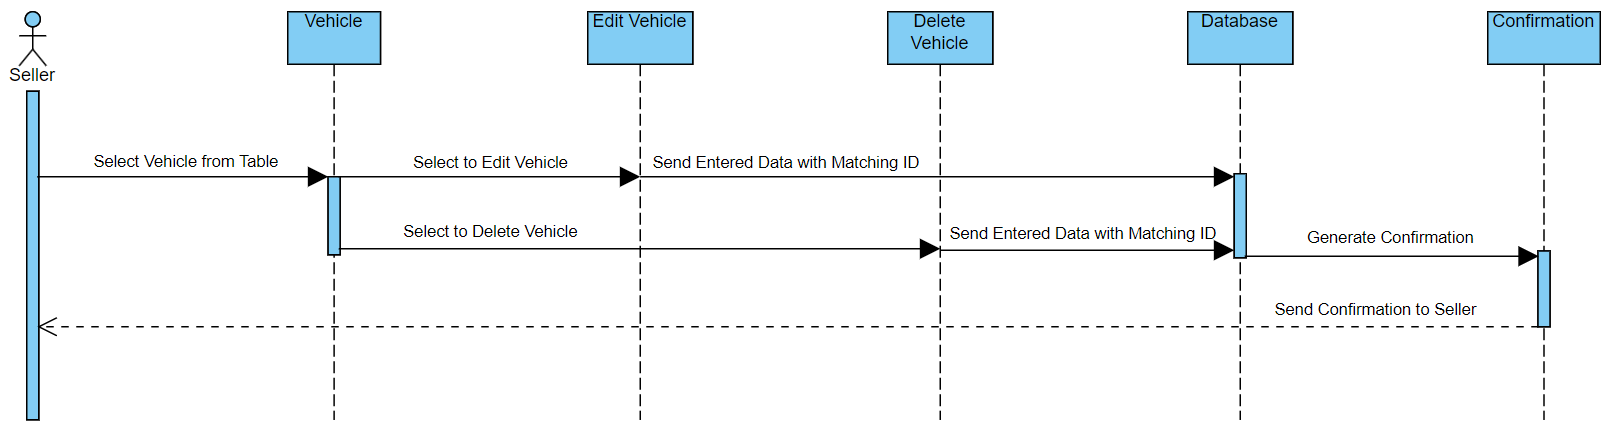 Seller
Vehicle
Edit Vehicle
Delete
Vehicle
Database
Confirmation
Select Vehicle from Table
Select to Edit Vehicle
Send Entered Data with Matching ID
Select to Delete Vehicle
Send Entered Data with Matching ID
Generate Confirmation
Send Confirmation to Seller